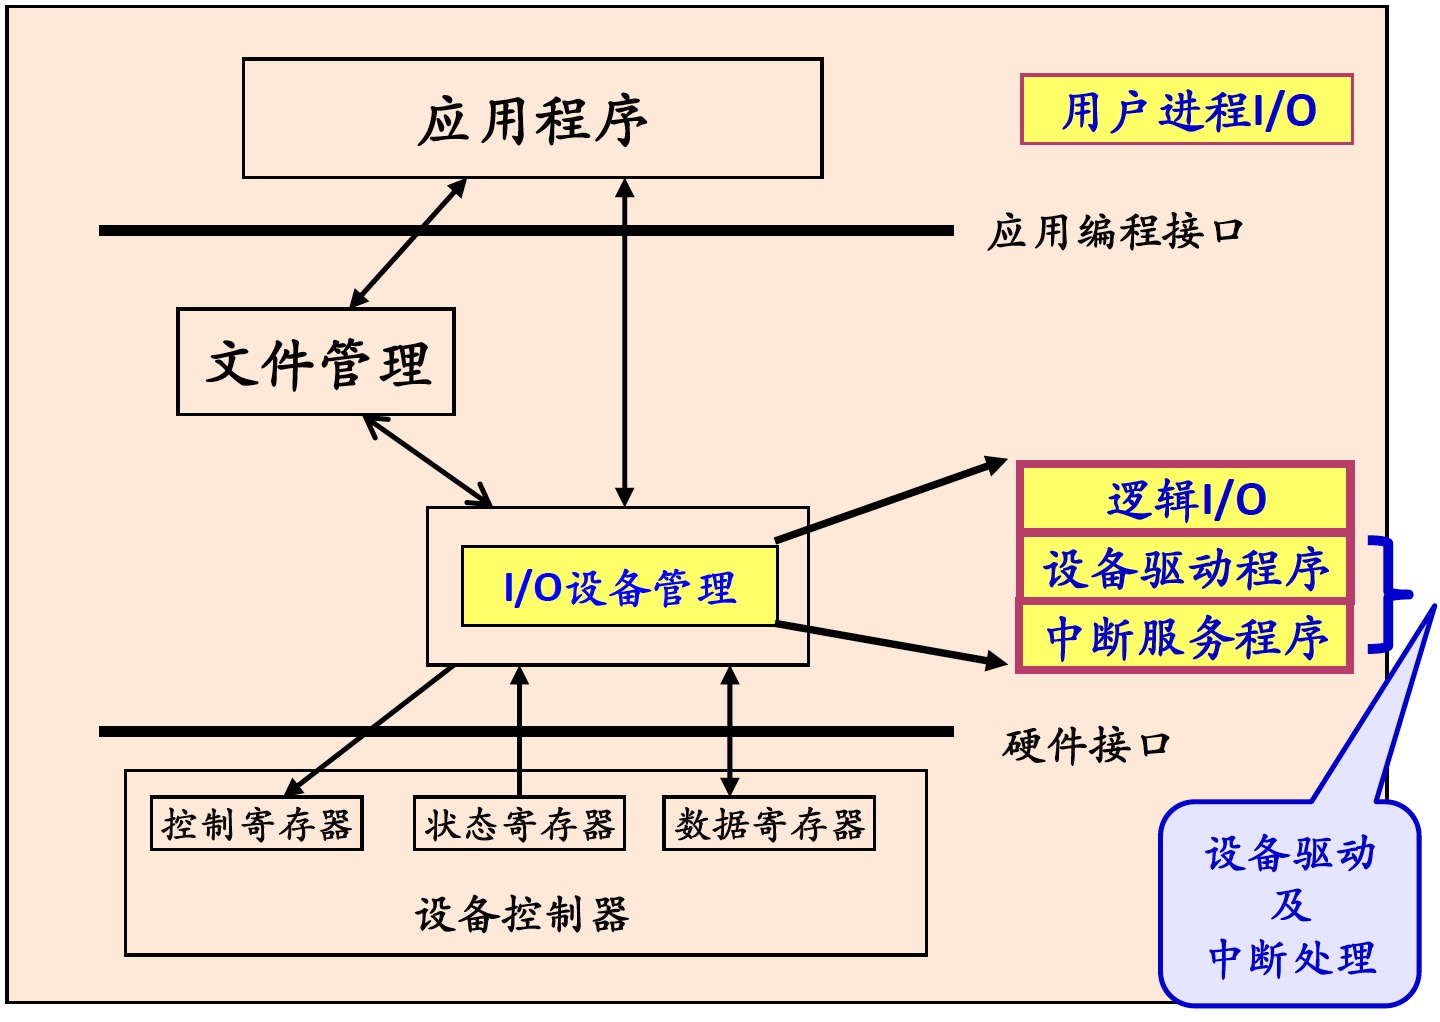 应用程序
用户进程I/O
应用编程接口
文件管理
I/O设备管理
逻辑I/O
设备驱动程序
中断服务程序
硬件接口
控制寄存器
状态寄存器
数据寄存器
设备控制器
设备驱动
及
中断处理